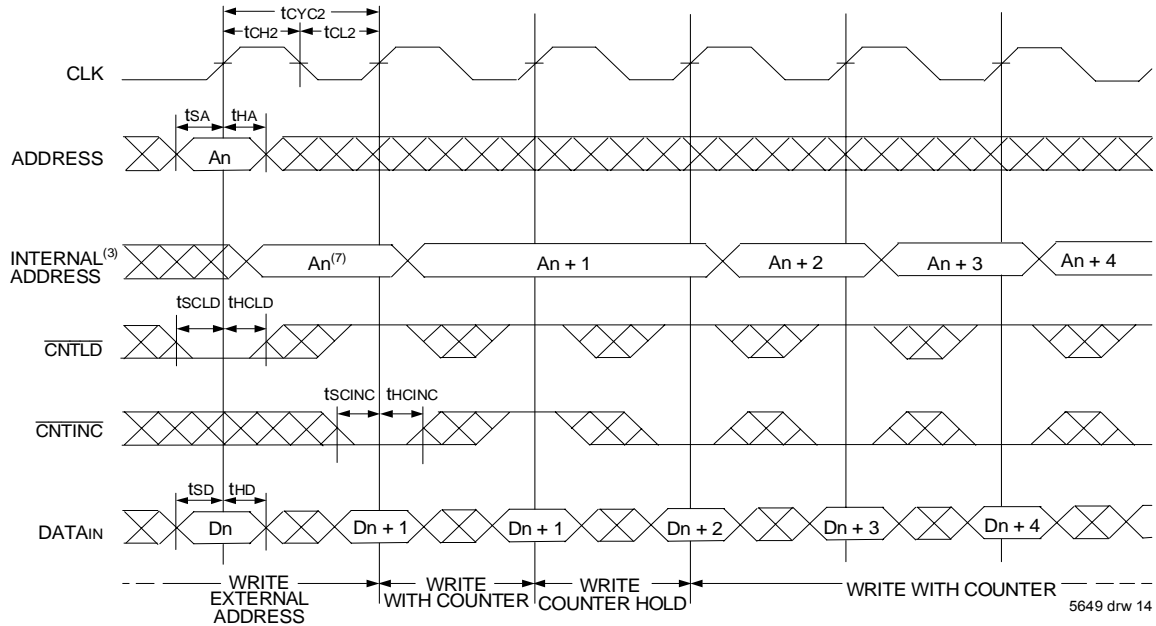 tCYC2
tCH2 tCL2
CLK
tSA tHA
ADDRESS An
INTERNAL(3) ADDRESS An(7) An + 1 An + 2 An + 3 An + 4
tSCLD tHCLD
CNTLD
tSCINC tHCINC
CNTINC
tSD tHD
DATAIN Dn Dn + 1 Dn + 1 Dn + 2 Dn + 3 Dn + 4
WRITE EXTERNAL ADDRESS
WRITE WITH COUNTER
WRITE COUNTER HOLD
WRITE WITH COUNTER
5649 drw 14